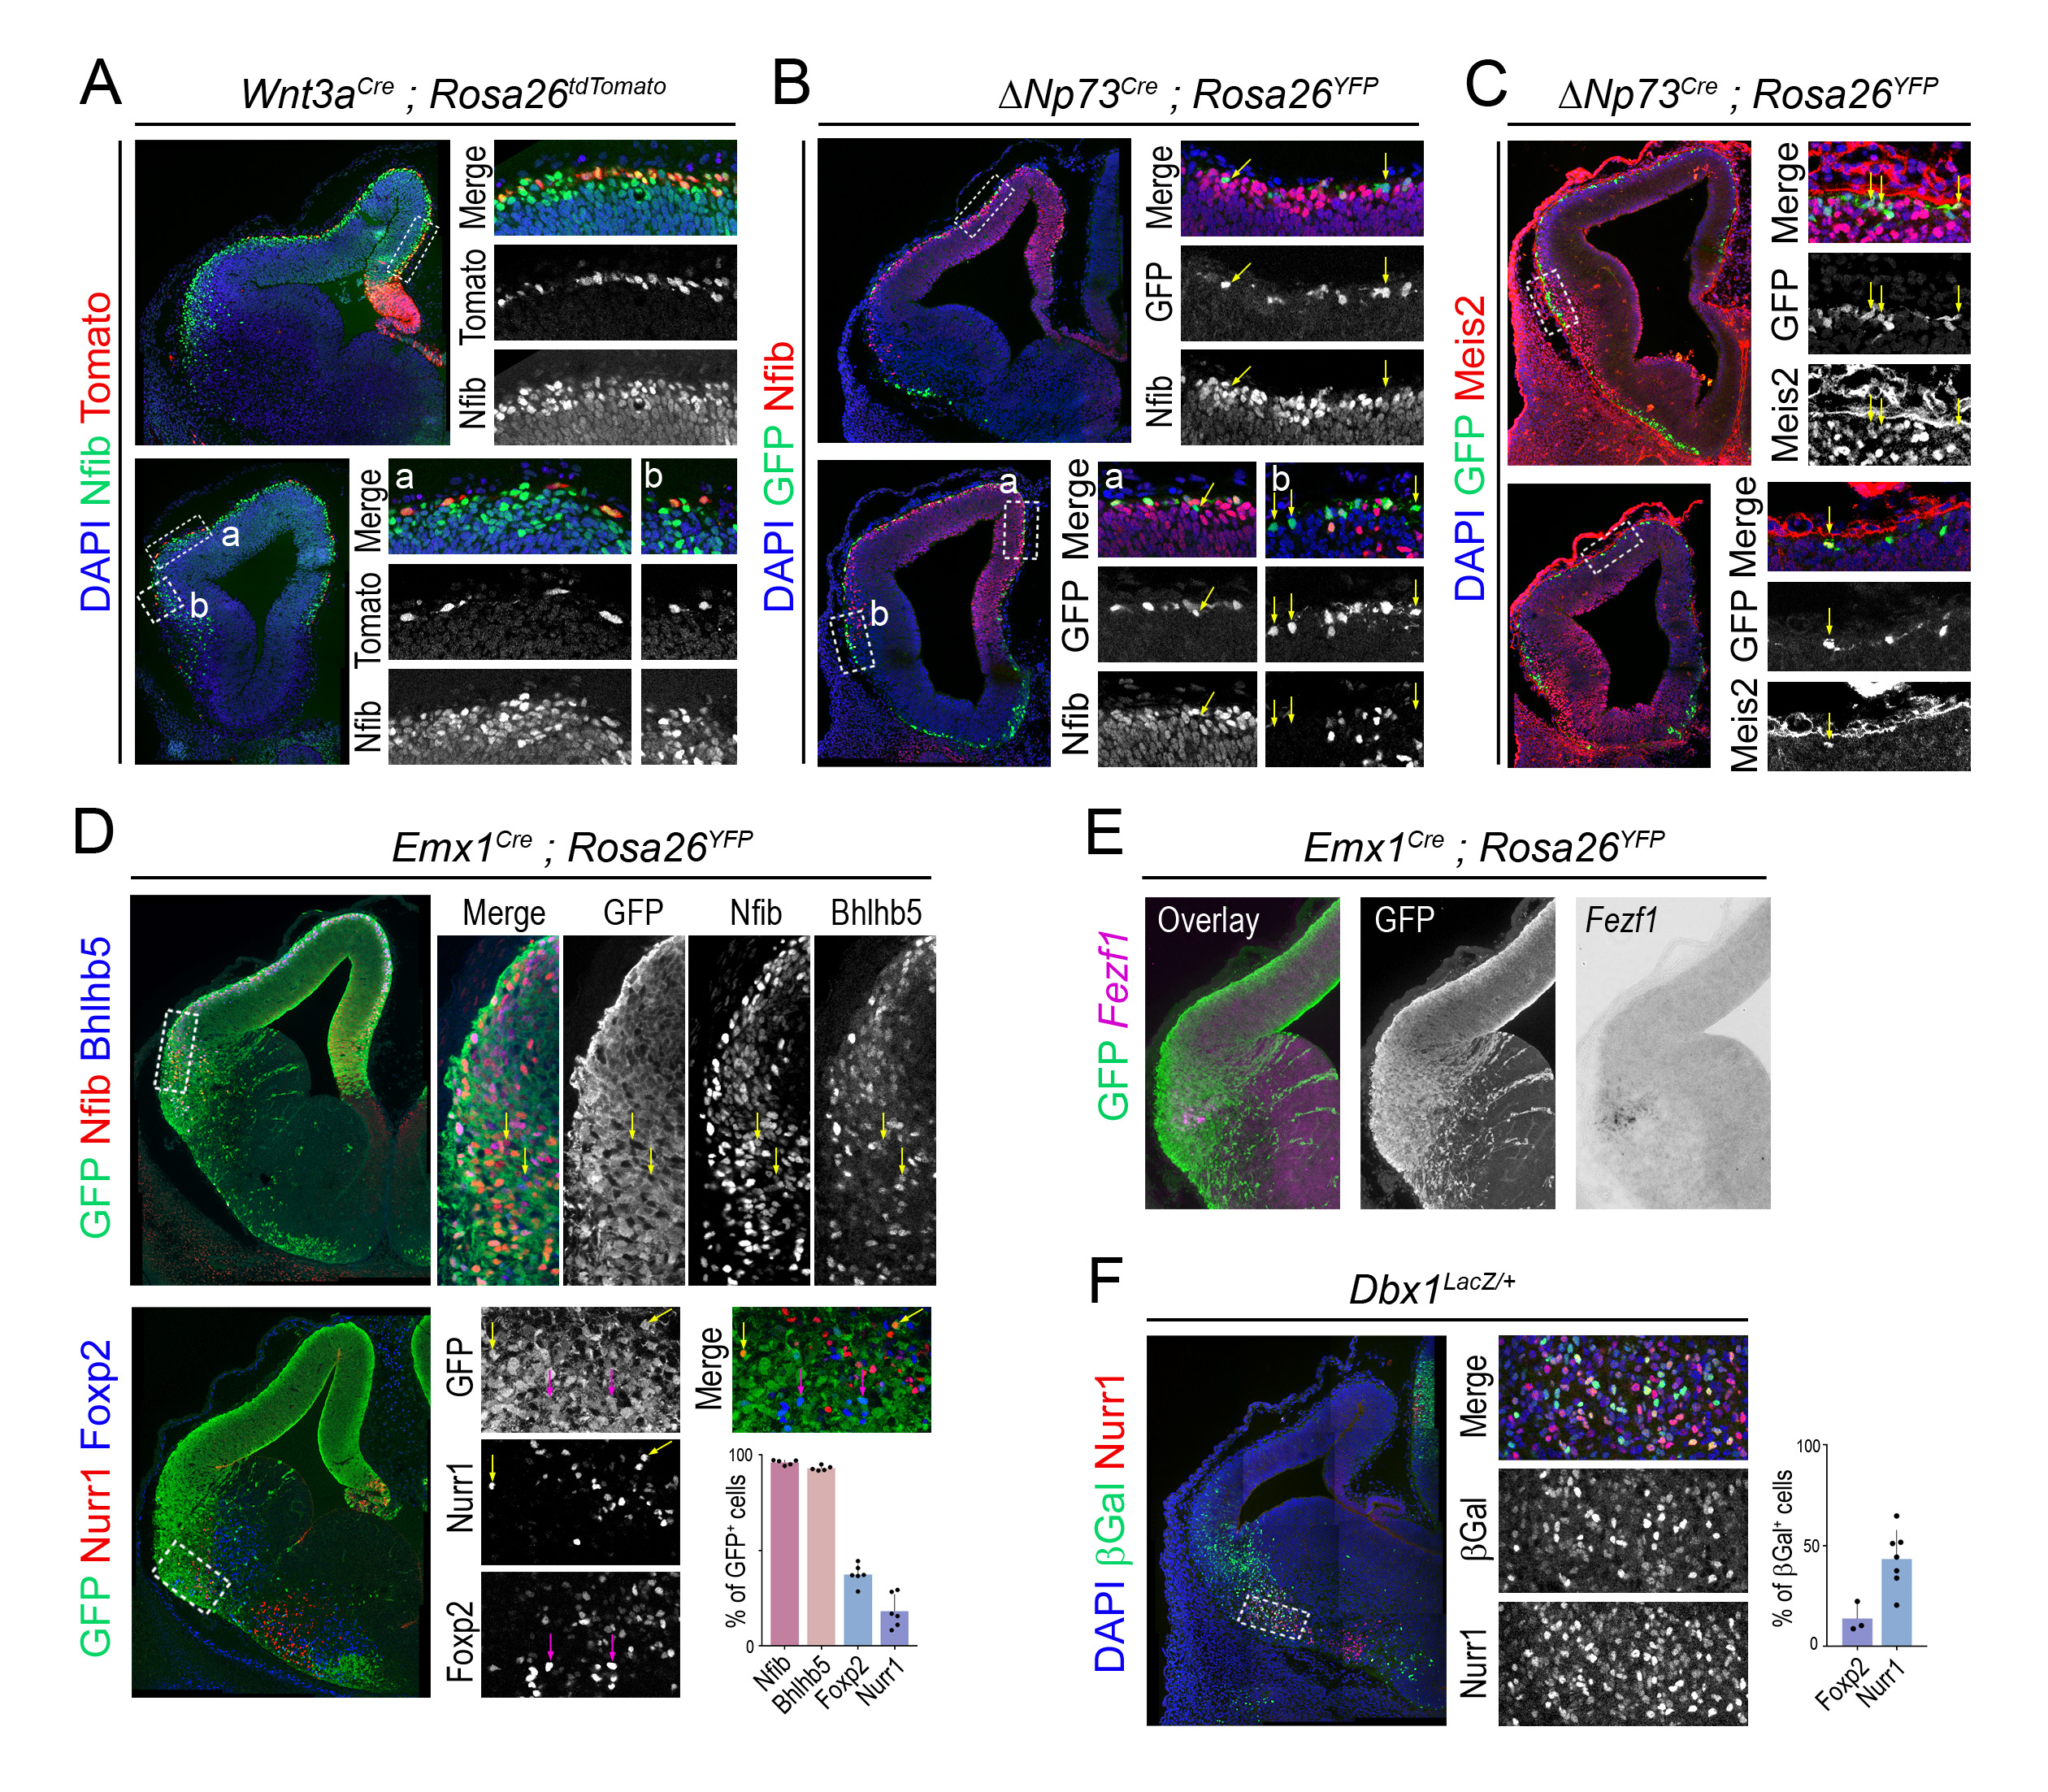 A
Wnt3aCre ; Rosa26tdTomato
DAPI Nfib Tomato
Merge
Tomato
Nfib
a
b
Merge
Tomato
Nfib
a
b
B
ΔNp73Cre ; Rosa26YFP
DAPI GFP Nfib
Merge
GFP
Nfib
a
b
Merge
GFP
Nfib
a
b
C
ΔNp73Cre ; Rosa26YFP
DAPI GFP Meis2
Merge
GFP
Meis2
Merge
GFP
Meis2
D
Emx1Cre ; Rosa26YFP
GFP Nfib Bhlhb5
Merge
GFP
Nfib
Bhlhb5
GFP Nurr1 Foxp2
GFP
Nurr1
Foxp2
Merge
% of GFP+ cells
100
0
Nfib
Bhlhb5
Foxp2
Nurr1
E
Emx1Cre ; Rosa26YFP
GFP Fezf1
Overlay
GFP
Fezf1
F
Dbx1LacZ/+
DAPI βGal Nurr1
Merge
βGal
Nurr1
% of βGal+ cells
100
50
0
Foxp2
Nurr1